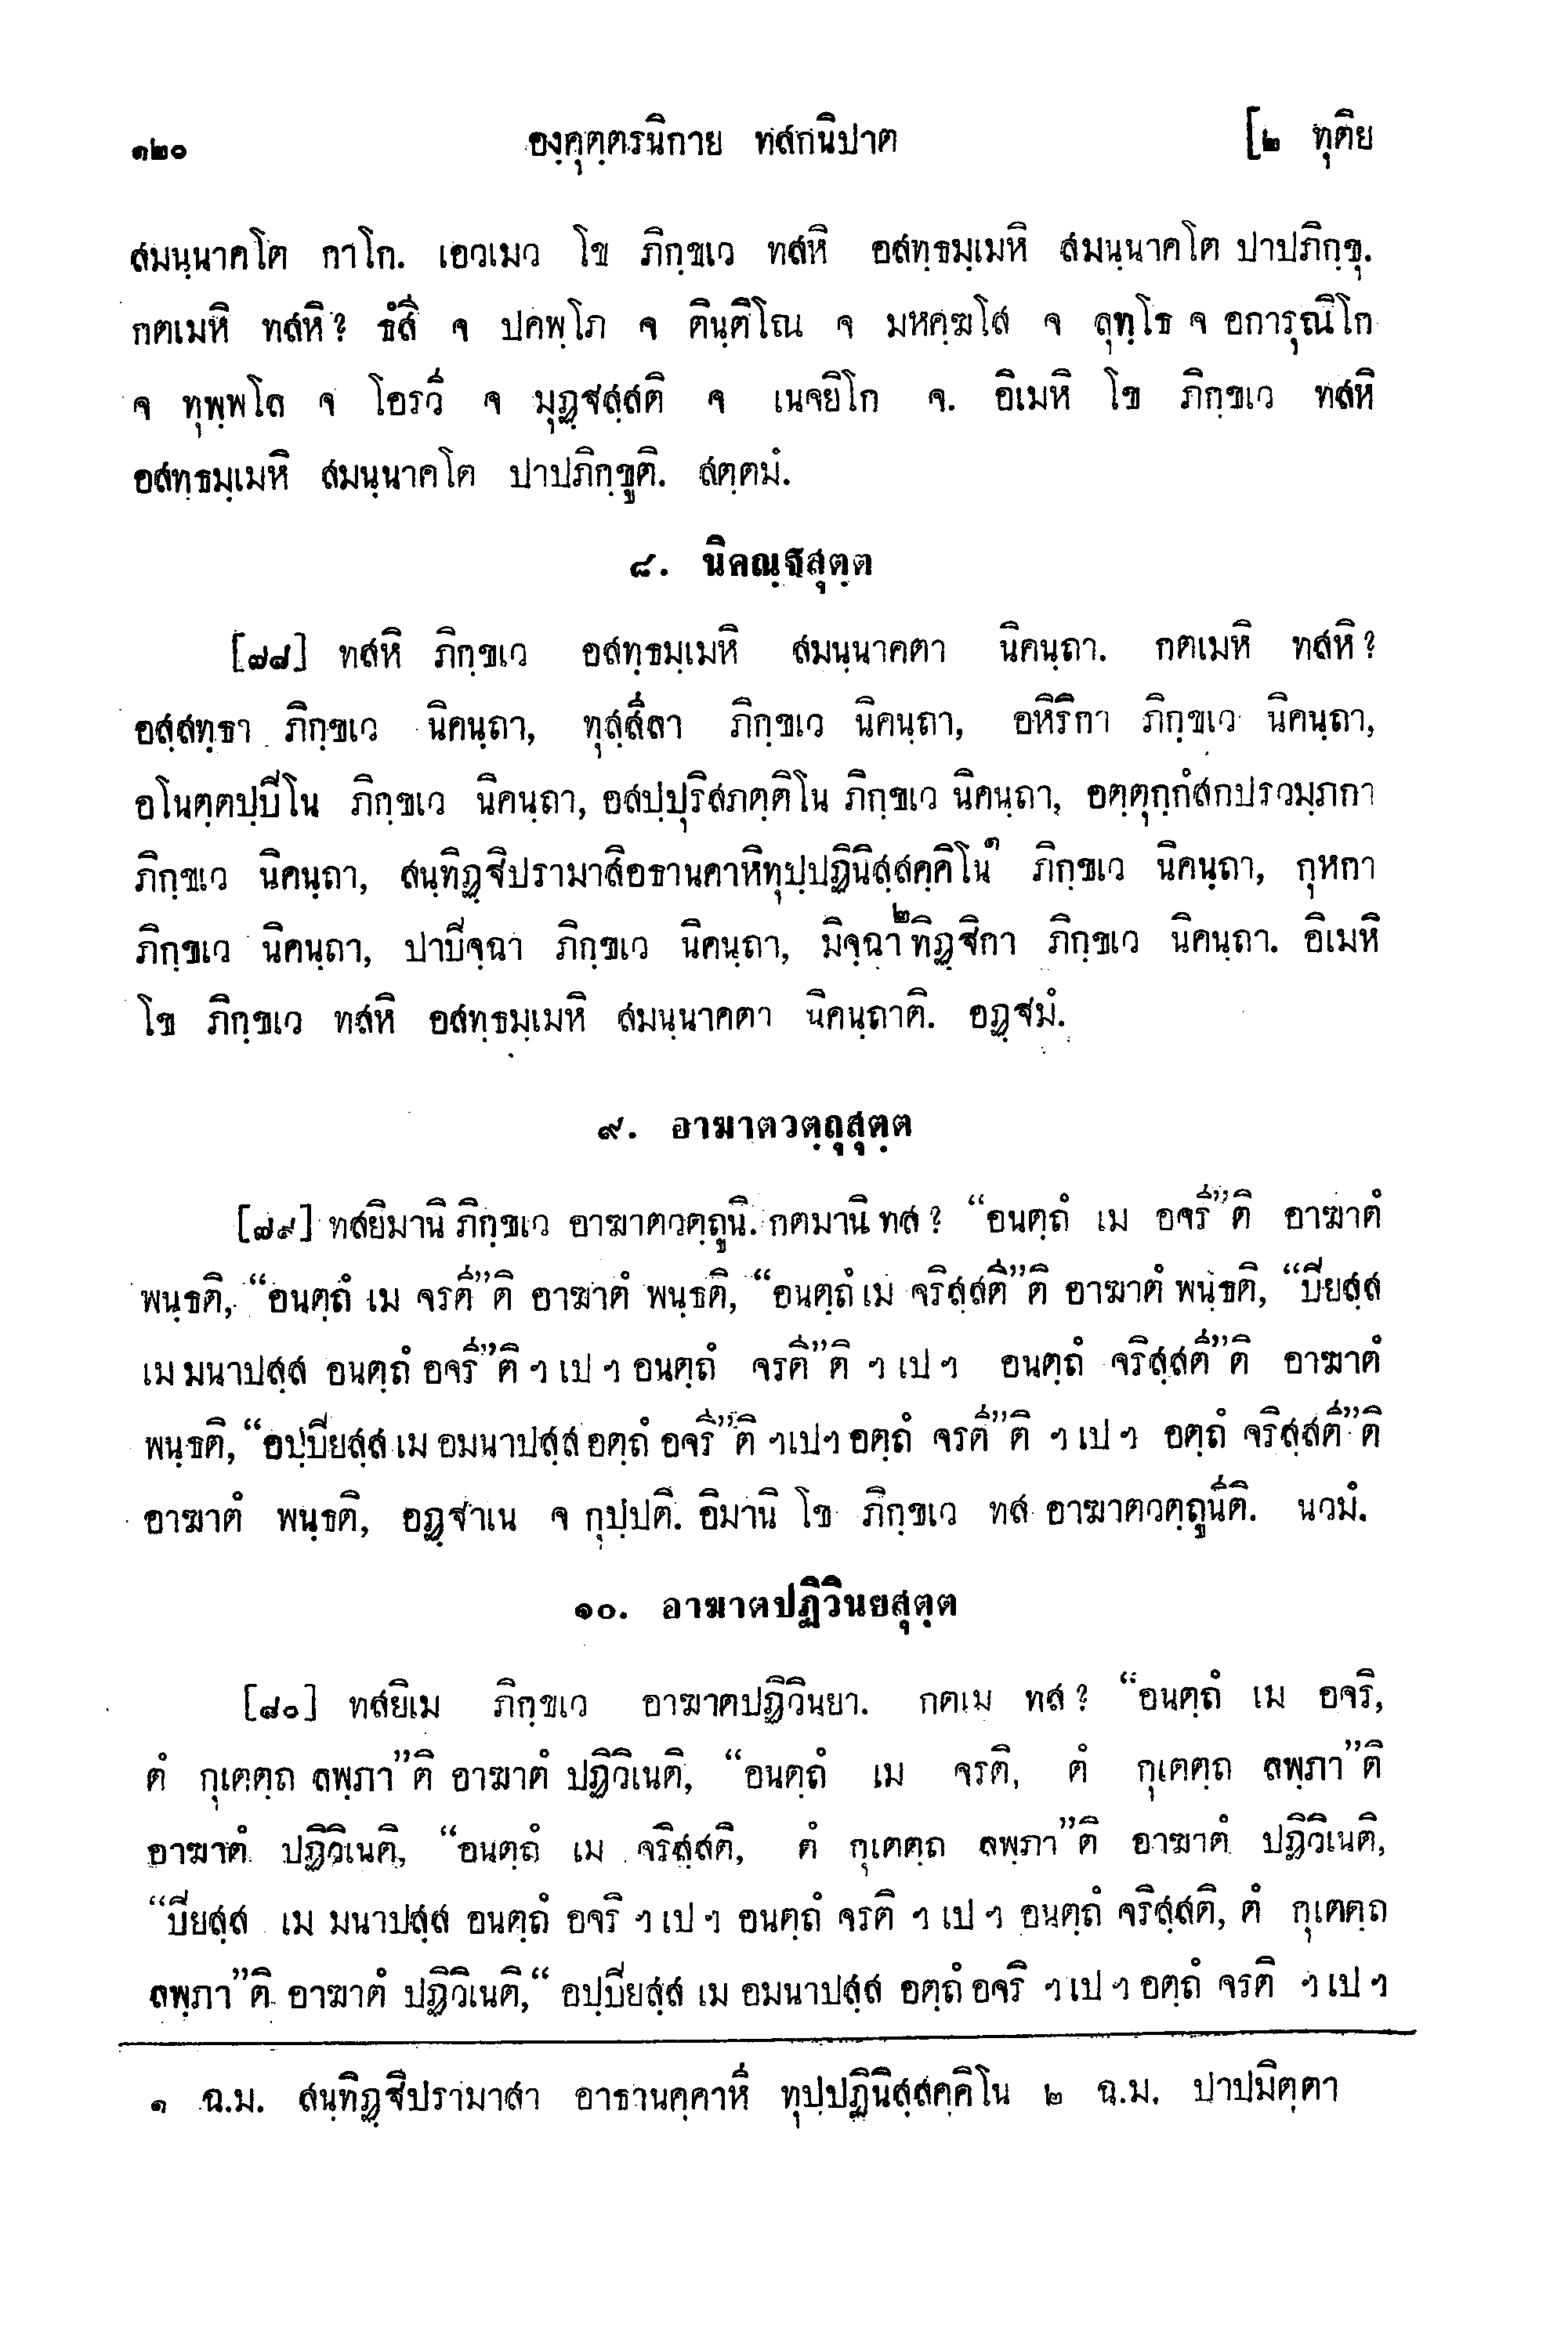 ๑๒๐ องฺคุตฺตรนิกาย ทสกนิปาต [๒ ทุติย
สมนฺนาคโต กาโก. เอวเมว โข ภิกฺขเว ทสหิ อสทฺธมฺเมหิ สมนฺนาคโต ปาปภิกฺขุ.
กตเมหิ ทสหิ? ธํสี จ ปคพฺโภ จ ตินฺติโณ จ มหคฺฆโส จ ลุทฺโธ จ อการุณิโก
จ ทุพฺพโล จ โอรวี จ มุฏฺฐสฺสติ จ เนจยิโก จ. อิเมหิ โข ภิกฺขเว ทสหิ
อสทฺธมฺเมหิ สมนฺนาคโต ปาปภิกฺขูติ. สตฺตมํ.
๘. นิคณฺฐสุตฺต
[๗๘] ทสหิ ภิกฺขเว อสทฺธมฺเมหิ สมนฺนาคตา นิคนฺถา. กตเมหิ ทสหิ?
อสฺสทฺธา ภิกฺขเว นิคนฺถา, ทุสฺสีลา ภิกฺขเว นิคนฺถา, อหิริกา ภิกฺขเว นิคนฺถา,
อโนตฺตปฺปิโน ภิกฺขเว นิคนฺถา, อสปฺปุริสภตฺติโน ภิกฺขเว นิคนฺถา, อตฺตุกฺกํสกปรวมฺภกา
ภิกฺขเว นิคนฺถา, สนฺทิฏฺฐิปรามาสิอธานคาหิทุปฺปฏินิสฺสคฺคิโน๑ ภิกฺขเว นิคนฺถา, กุหกา
ภิกฺขเว นิคนฺถา, ปาปิจฺฉา ภิกฺขเว นิคนฺถา, มิจฺฉา๒ทิฏฺฐิกา ภิกฺขเว นิคนฺถา. อิเมหิ
โข ภิกฺขเว ทสหิ อสทฺธมฺเมหิ สมนฺนาคตา นิคนฺถาติ. อฏฺฐมํ.
๙. อาฆาตวตฺถุสุตฺต
[๗๙] ทสยิมานิ ภิกฺขเว อาฆาตวตฺถูนิ. กตมานิ ทส? “อนตฺถํ เม อจรี”ติ อาฆาตํ
พนฺธติ, “อนตฺถํ เม จรตี”ติ อาฆาตํ พนฺธติ, “อนตฺถํ เม จริสฺสตี”ติ อาฆาตํ พนฺธติ, “ปิยสฺส
เม มนาปสฺส อนตฺถํ อจรี”ติ ฯ เป ฯ อนตฺถํ จรตี”ติ ฯ เป ฯ อนตฺถํ จริสฺสตี”ติ อาฆาตํ
พนฺธติ, “อปฺปิยสฺส เม อมนาปสฺส อตฺถํ อจรี”ติ ฯ เป ฯ อตฺถํ จรตี”ติ ฯ เป ฯ อตฺถํ จริสฺสตี”ติ
อาฆาตํ พนฺธติ, อฏฺฐาเน จ กุปฺปติ. อิมานิ โข ภิกฺขเว ทส อาฆาตวตฺถูนีติ. นวมํ.
๑๐. อาฆาตปฏิวินยสุตฺต
[๘๐] ทสยิเม ภิกฺขเว อาฆาตปฏิวินยา. กตเม ทส? “อนตฺถํ เม อจริ,
ตํ กุเตตฺถ ลพฺภา”ติ อาฆาตํ ปฏิวิเนติ, “อนตฺถํ เม จรติ, ตํ กุเตตฺถ ลพฺภา”ติ
อาฆาตํ ปฏิวิเนติ, “อนตฺถํ เม จริสฺสติ, ตํ กุเตตฺถ ลพฺภา”ติ อาฆาตํ ปฏิวิเนติ,
“ปิยสฺส เม มนาปสฺส อนตฺถํ อจริ ฯ เป ฯ อนตฺถํ จรติ ฯ เป ฯ อนตฺถํ จริสฺสติ, ตํ กุเตตฺถ
ลพฺภา”ติ อาฆาตํ ปฏิวิเนติ, “อปฺปิยสฺส เม อมนาปสฺส อตฺถํ อจริ ฯ เป ฯ อตฺถํ จรติ ฯ เป ฯ
๑ ฉ.ม. สนฺทิฏฺฐิปรามาสา อาธานคฺคาหี ทุปฺปฏินิสฺสคฺคิโน ๒ ฉ.ม. ปาปมิตฺตา